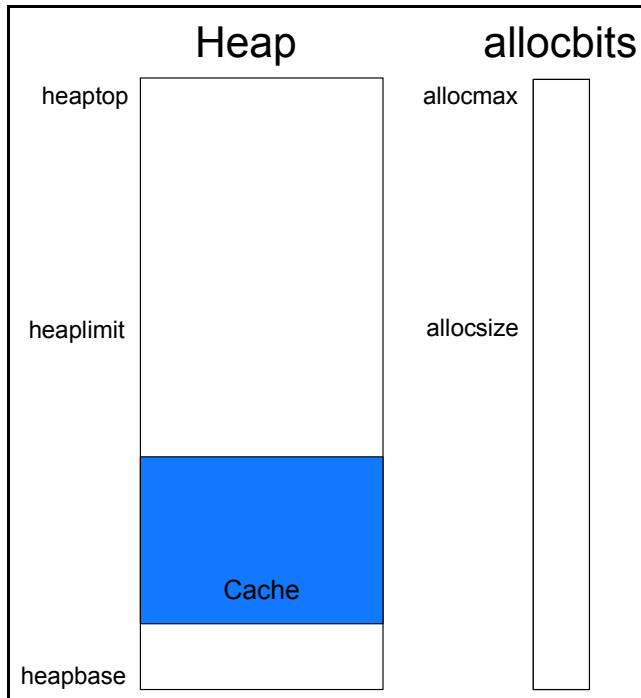 Heap
allocbits
heaptop
allocmax
heaplimit
allocsize
Cache
heapbase